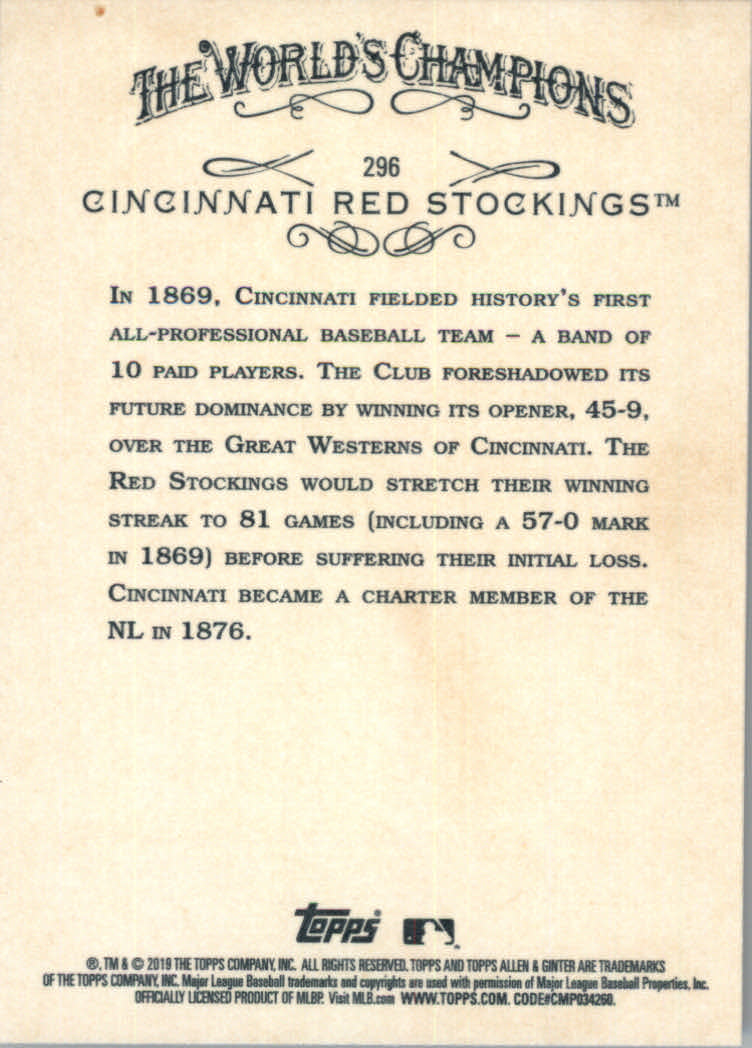 THE WORLD'S CHAMPIONS
296
CINCINNATI RED STOCKINGS™
IN 1869, CINCINNATI FIELDED HISTORY'S FIRST
ALL-PROFESSIONAL BASEBALL TEAM – A BAND OF
10 PAID PLAYERS. THE CLUB FORESHADOWED ITS
FUTURE DOMINANCE BY WINNING ITS OPENER, 45-9,
OVER THE GREAT WESTERNS OF CINCINNATI. THE
RED STOCKINGS WOULD STRETCH THEIR WINNING
STREAK TO 81 GAMES (INCLUDING A 57-0 MARK
IN 1869) BEFORE SUFFERING THEIR INITIAL LOSS.
CINCINNATI BECAME A CHARTER MEMBER OF THE
NL IN 1876.
topps®
®, TM & © 2019 THE TOPPS COMPANY, INC. ALL RIGHTS RESERVED. TOPPS AND TOPPS ALLEN & GINTER ARE TRADEMARKS
OF THE TOPPS COMPANY, INC. Major League Baseball trademarks and copyrights are used with permission of Major League Baseball Properties, Inc.
OFFICIALLY LICENSED PRODUCT OF MLBP. Visit MLB.com WWW.TOPPS.COM. CODE#CMP034260.